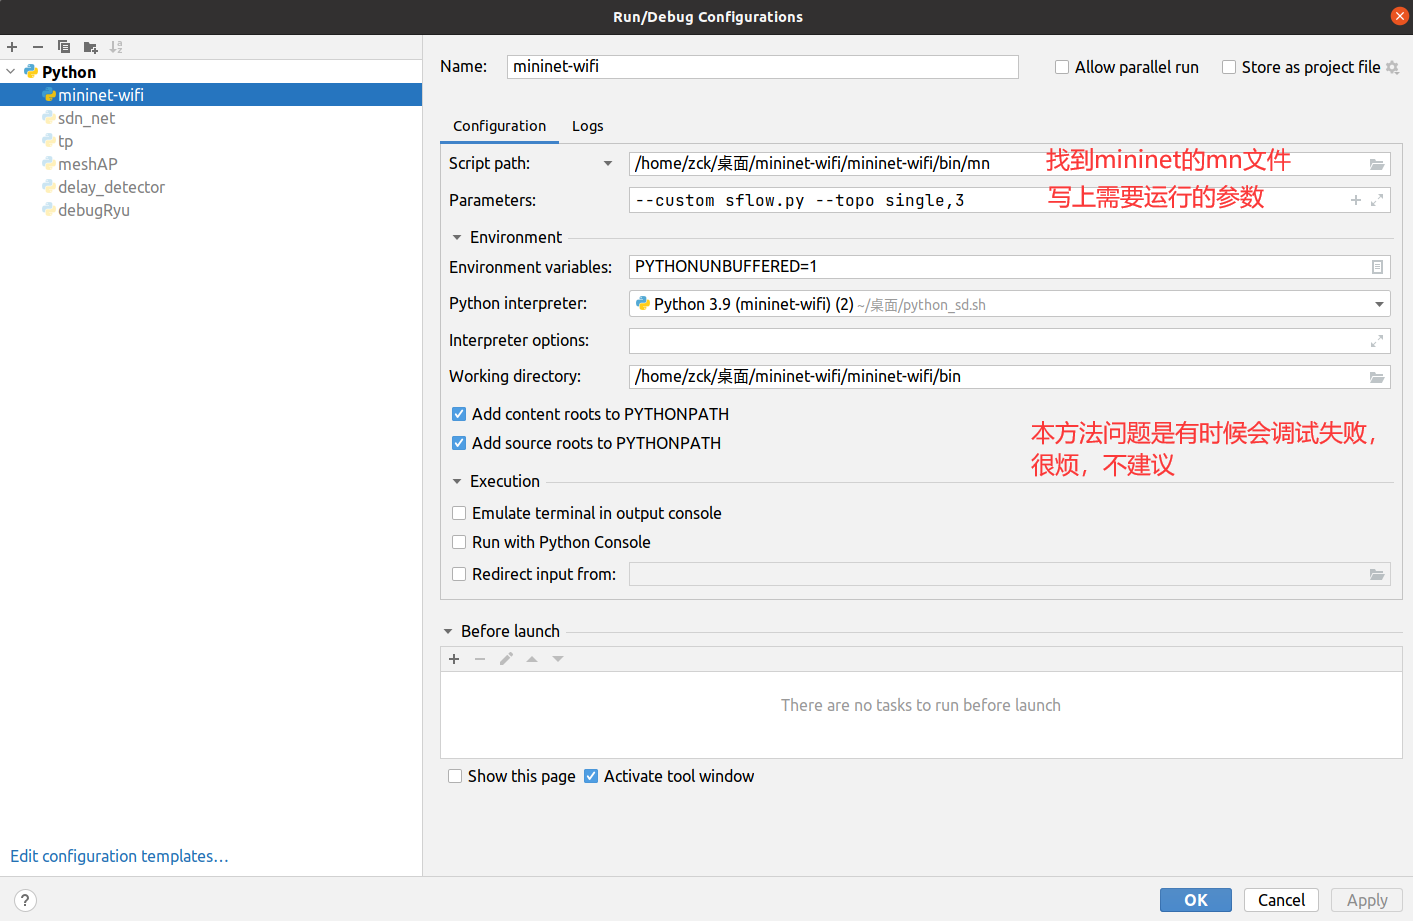 Run/Debug Configurations
Python
mininet-wifi
sdn_net
tp
meshAP
delay_detector
debugRyu
Edit configuration templates...
Name: mininet-wifi
Allow parallel run
Store as project file
Configuration Logs
Script path: /home/zck/桌面/mininet-wifi/mininet-wifi/bin/mn
找到mininet的mn文件
Parameters: --custom sflow.py --topo single,3
写上需要运行的参数
Environment
Environment variables: PYTHONUNBUFFERED=1
Python interpreter: Python 3.9 (mininet-wifi) (2) ~/桌面/python_sd.sh
Interpreter options:
Working directory: /home/zck/桌面/mininet-wifi/mininet-wifi/bin
Add content roots to PYTHONPATH
Add source roots to PYTHONPATH
本方法问题是有时候会调试失败,
很烦，不建议
Execution
Emulate terminal in output console
Run with Python Console
Redirect input from:
Before launch
There are no tasks to run before launch
Show this page Activate tool window
? OK Cancel Apply